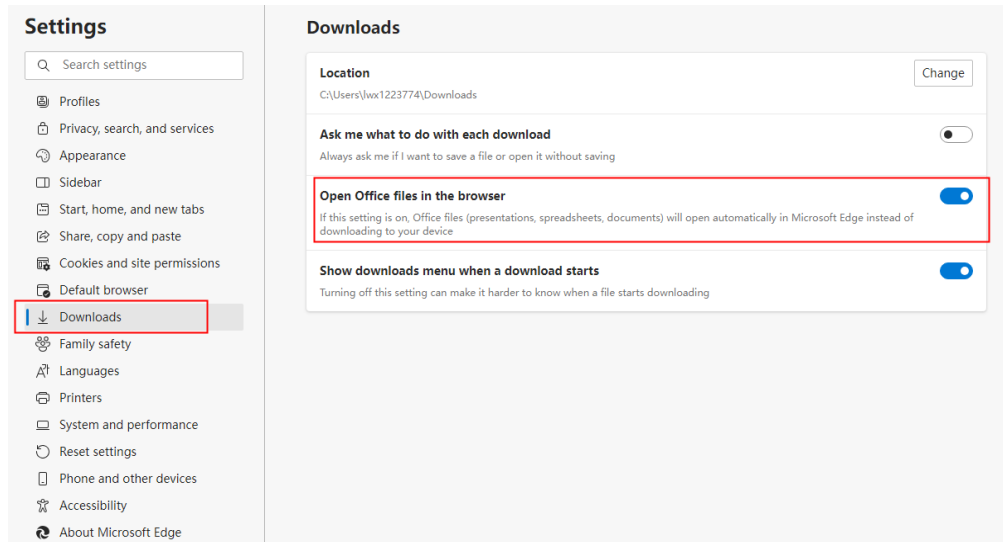 Settings
Search settings
Profiles
Privacy, search, and services
Appearance
Sidebar
Start, home, and new tabs
Share, copy and paste
Cookies and site permissions
Default browser
Downloads
Family safety
Languages
Printers
System and performance
Reset settings
Phone and other devices
Accessibility
About Microsoft Edge
Downloads
Location
Change
C:\Users\lwx1223774\Downloads
Ask me what to do with each download
Always ask me if I want to save a file or open it without saving
Open Office files in the browser
If this setting is on, Office files (presentations, spreadsheets, documents) will open automatically in Microsoft Edge instead of
downloading to your device
Show downloads menu when a download starts
Turning off this setting can make it harder to know when a file starts downloading